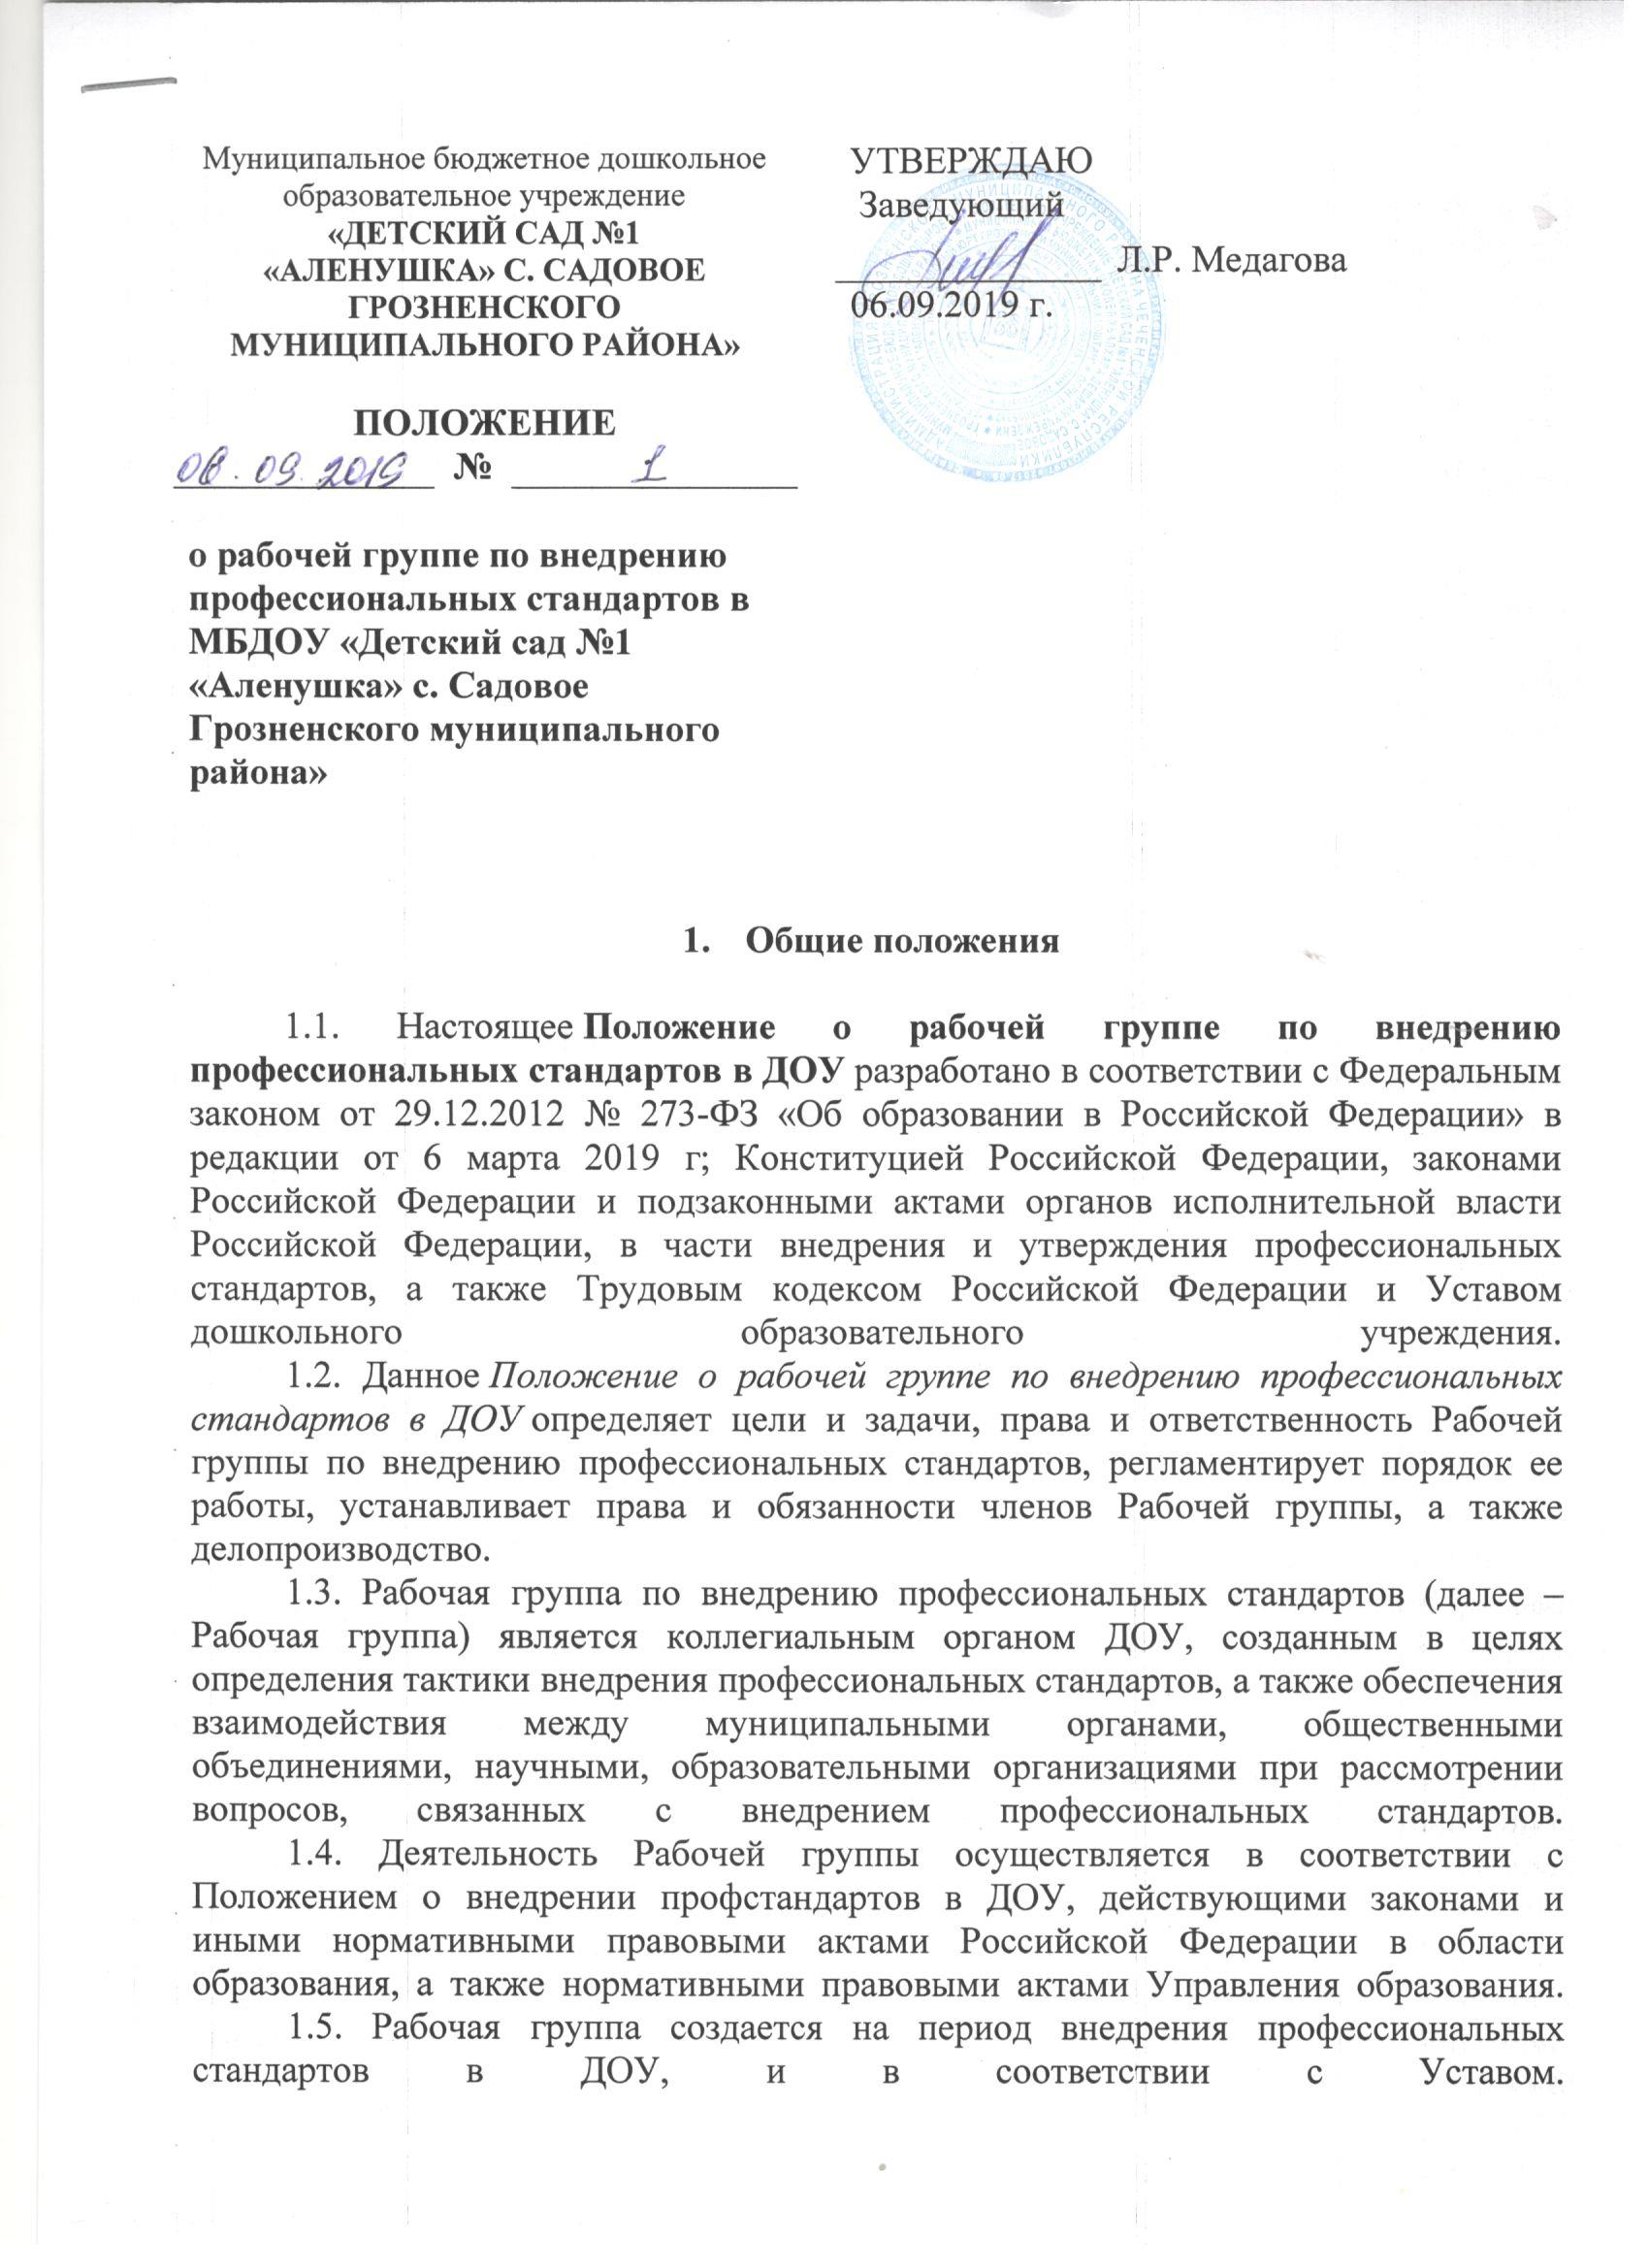 Муниципальное бюджетное дошкольное
образовательное учреждение
«ДЕТСКИЙ САД №1
«АЛЕНУШКА» С. САДОВОЕ
ГРОЗНЕНСКОГО
МУНИЦИПАЛЬНОГО РАЙОНА»
ПОЛОЖЕНИЕ
06.09.2019 № 1
УТВЕРЖДАЮ
Заведующий
Л.Р. Медагова
06.09.2019 г.
о рабочей группе по внедрению
профессиональных стандартов в
МБДОУ «Детский сад №1
«Аленушка» с. Садовое
Грозненского муниципального
района»
1. Общие положения
1.1. Настоящее Положение о рабочей группе по внедрению
профессиональных стандартов в ДОУ разработано в соответствии с Федеральным
законом от 29.12.2012 № 273-ФЗ «Об образовании в Российской Федерации» в
редакции от 6 марта 2019 г; Конституцией Российской Федерации, законами
Российской Федерации и подзаконными актами органов исполнительной власти
Российской Федерации, в части внедрения и утверждения профессиональных
стандартов, а также Трудовым кодексом Российской Федерации и Уставом
дошкольного образовательного учреждения.
1.2. Данное Положение о рабочей группе по внедрению профессиональных
стандартов в ДОУ определяет цели и задачи, права и ответственность Рабочей
группы по внедрению профессиональных стандартов, регламентирует порядок ее
работы, устанавливает права и обязанности членов Рабочей группы, а также
делопроизводство.
1.3. Рабочая группа по внедрению профессиональных стандартов (далее –
Рабочая группа) является коллегиальным органом ДОУ, созданным в целях
определения тактики внедрения профессиональных стандартов, а также обеспечения
взаимодействия между муниципальными органами, общественными
объединениями, научными, образовательными организациями при рассмотрении
вопросов, связанных с внедрением профессиональных стандартов.
1.4. Деятельность Рабочей группы осуществляется в соответствии с
Положением о внедрении профстандартов в ДОУ, действующими законами и
иными нормативными правовыми актами Российской Федерации в области
образования, а также нормативными правовыми актами Управления образования.
1.5. Рабочая группа создается на период внедрения профессиональных
стандартов в ДОУ, и в соответствии с Уставом.